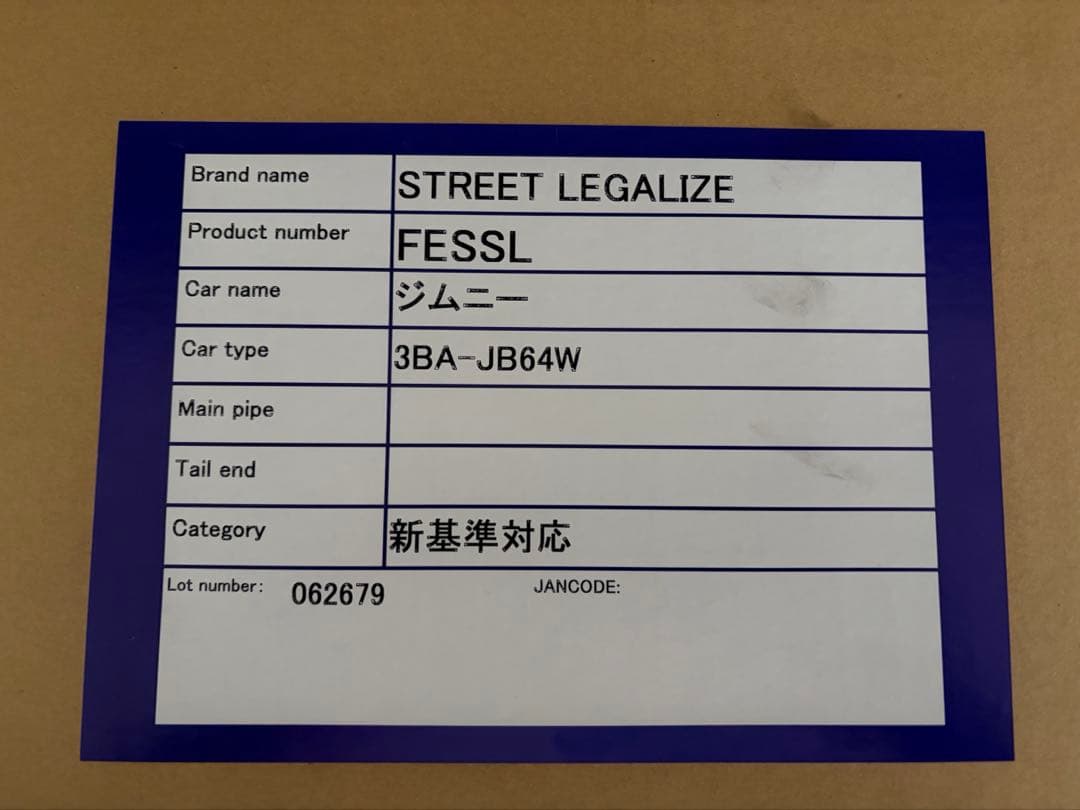 Brand name STREET LEGALIZE
Product number FESSL
Car name ジムニー
Car type 3BA-JB64W
Main pipe
Tail end
Category 新基準対応
Lot number: 062679 JANCODE: